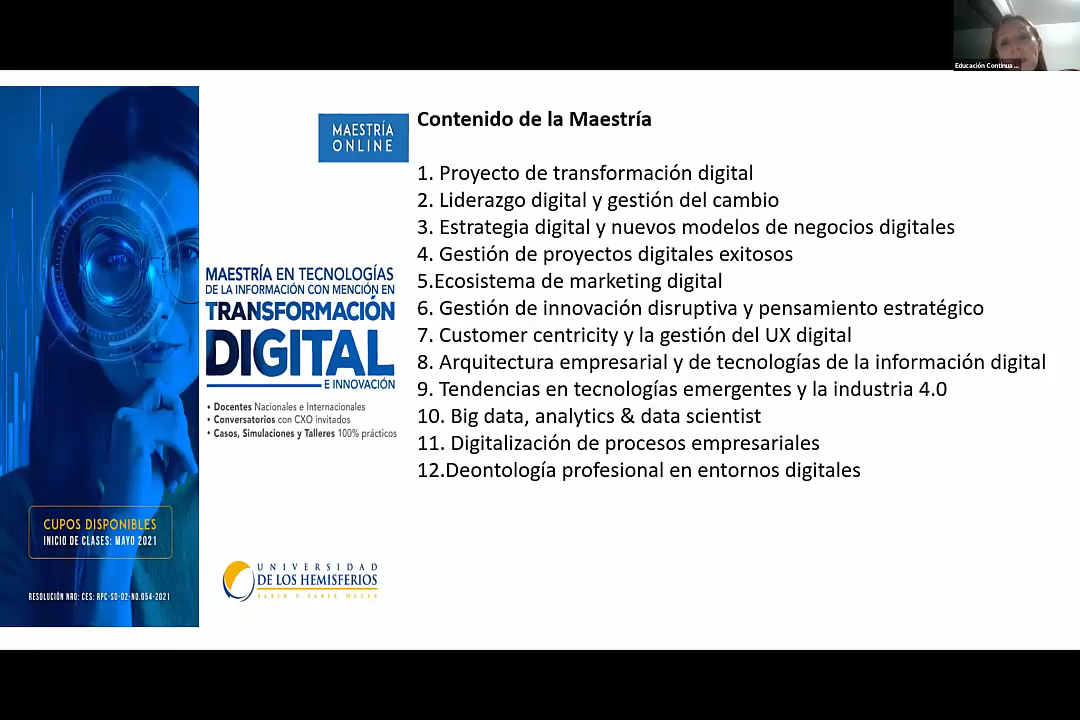 Educación Continua ...
MAESTRÍA
ONLINE
Contenido de la Maestría
1. Proyecto de transformación digital
2. Liderazgo digital y gestión del cambio
3. Estrategia digital y nuevos modelos de negocios digitales
4. Gestión de proyectos digitales exitosos
5.Ecosistema de marketing digital
6. Gestión de innovación disruptiva y pensamiento estratégico
7. Customer centricity y la gestión del UX digital
8. Arquitectura empresarial y de tecnologías de la información digital
9. Tendencias en tecnologías emergentes y la industria 4.0
10. Big data, analytics & data scientist
11. Digitalización de procesos empresariales
12.Deontología profesional en entornos digitales
MAESTRÍA EN TECNOLOGÍAS
DE LA INFORMACIÓN CON MENCIÓN EN
TRANSFORMACIÓN
DIGITAL
E INNOVACIÓN
• Docentes Nacionales e Internacionales
• Conversatorios con CXO invitados
• Casos, Simulaciones y Talleres 100% prácticos
CUPOS DISPONIBLES
INICIO DE CLASES: MAYO 2021
RESOLUCIÓN NRO: CES: RPC-SO-02-NO.054-2021
UNIVERSIDAD
DE LOS HEMISFERIOS
SABER Y SABER HACER